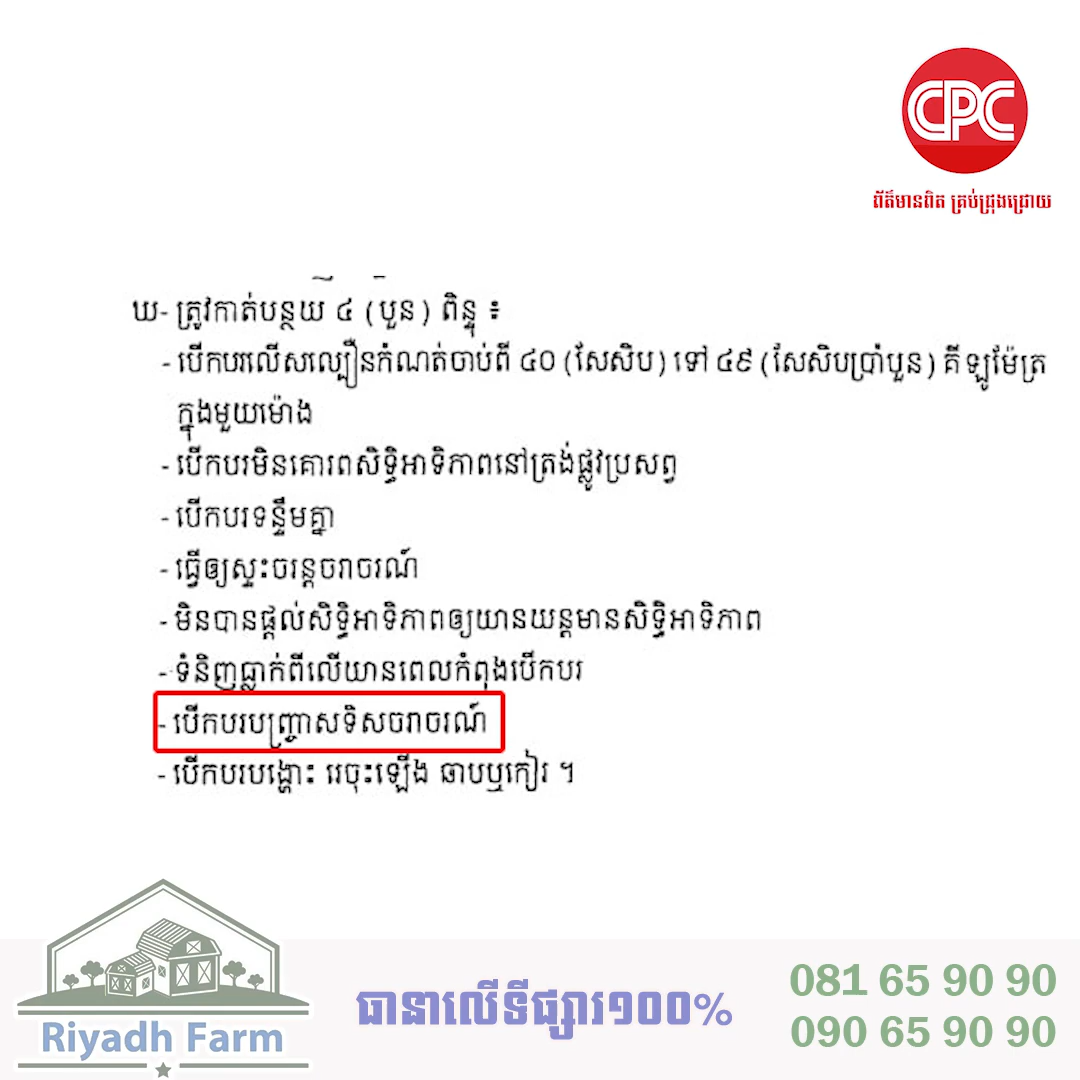 CPC
ព័ត៌មានពិត គ្រប់ជ្រុងជ្រោយ
ឃ- ត្រូវកាត់បន្ថយ ៤ (បួន) ពិន្ទុ ៖
- បើកបរលើសល្បឿនកំណត់ចាប់ពី ៤០ (សែសិប) ទៅ ៤៩ (សែសិបប្រាំបួន) គីឡូម៉ែត្រ
ក្នុងមួយម៉ោង
- បើកបរមិនគោរពសិទ្ធិអាទិភាពនៅត្រង់ផ្លូវប្រសព្វ
- បើកបរទន្ទឹមគ្នា
- ធ្វើឲ្យស្ទះចរន្តចរាចរណ៍
- មិនបានផ្តល់សិទ្ធិអាទិភាពឲ្យយានយន្តមានសិទ្ធិអាទិភាព
- ទំនិញធ្លាក់ពីលើយានពេលកំពុងបើកបរ
- បើកបរបញ្ច្រាសទិសចរាចរណ៍
- បើកបរបង្ហោះ រេចុះឡើង ឆាបឬកៀរ ។
Riyadh Farm
ធានាលើទីផ្សារ១០០%
081 65 90 90
090 65 90 90